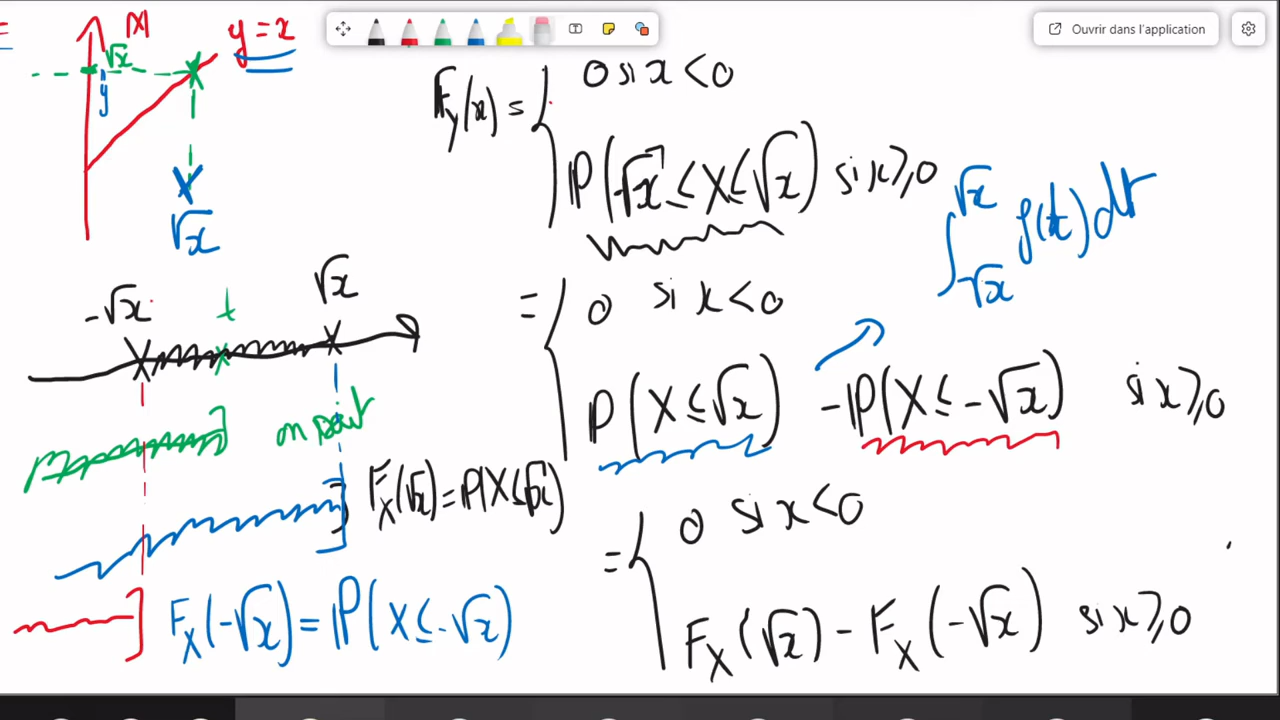 |x|
y = x
Ouvrir dans l'application
√x
y
√x
F_Y(x) = { 0 si x < 0
P(-√x ≤ X ≤ √x) si x ≥ 0
∫_{-√x}^{√x} f(t) dt
-√x t √x
= { 0 si x < 0
P(X ≤ √x) - P(X ≤ -√x) si x ≥ 0
F_X(√x) = P(X ≤ √x)
= { 0 si x < 0
F_X(√x) - F_X(-√x) si x ≥ 0
F_X(-√x) = P(X ≤ -√x)